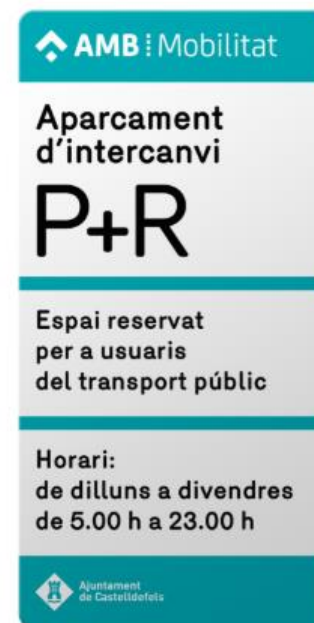 AMB Mobilitat
Aparcament
d'intercanvi
P+R
Espai reservat
per a usuaris
del transport públic
Horari:
de dilluns a divendres
de 5.00 h a 23.00 h
Ajuntament
de Castelldefels